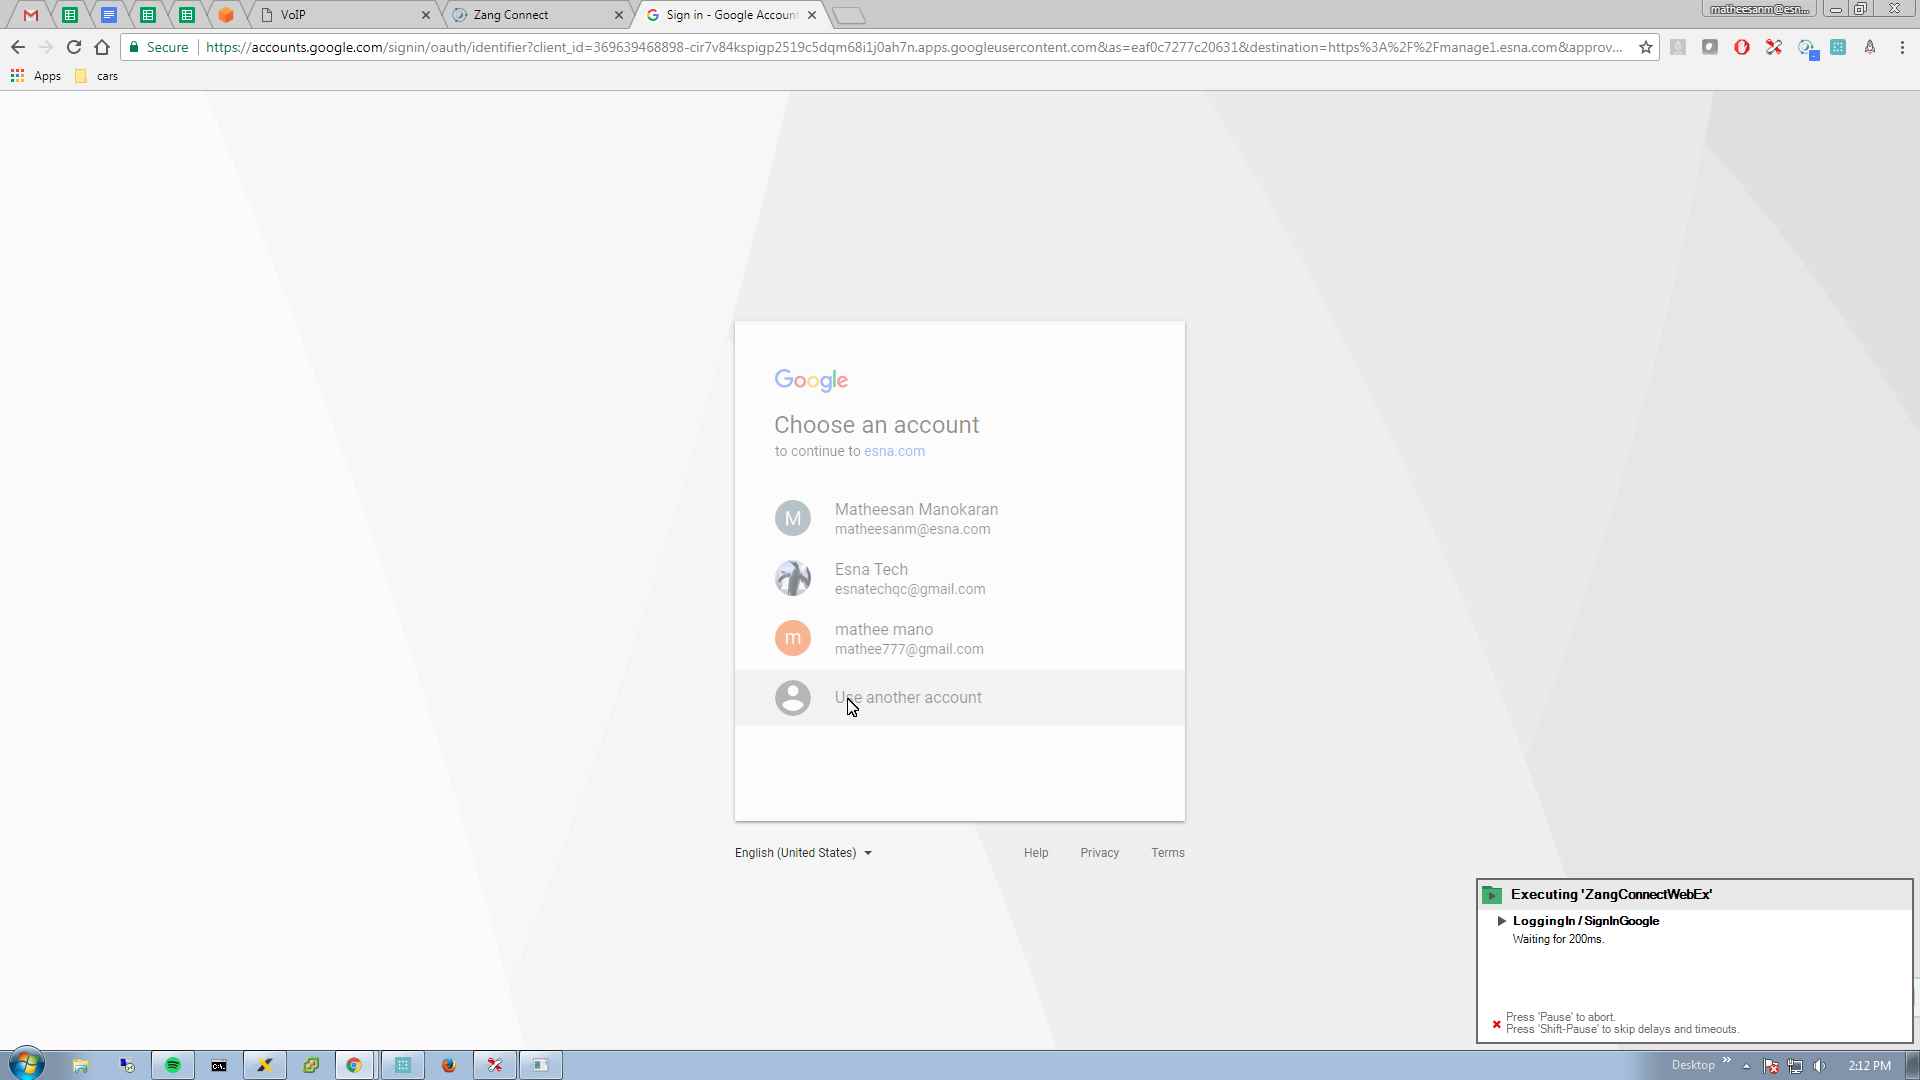 VoIP
Zang Connect
Sign in - Google Accoun
matheesanm@esn...
Secure
https://accounts.google.com/signin/oauth/identifier?client_id=369639468898-cir7v84kspigp2519c5dqm68i1j0ah7n.apps.googleusercontent.com&as=eaf0c7277c20631&destination=https%3A%2F%2Fmanage1.esna.com&approv...
Apps
cars
Google
Choose an account
to continue to esna.com
M
Matheesan Manokaran
matheesanm@esna.com
Esna Tech
esnatechqc@gmail.com
m
mathee mano
mathee777@gmail.com
Use another account
English (United States)
Help
Privacy
Terms
Executing 'ZangConnectWebEx'
LoggingIn / SignInGoogle
Waiting for 200ms.
Press 'Pause' to abort.
Press 'Shift-Pause' to skip delays and timeouts.
Desktop
2:12 PM